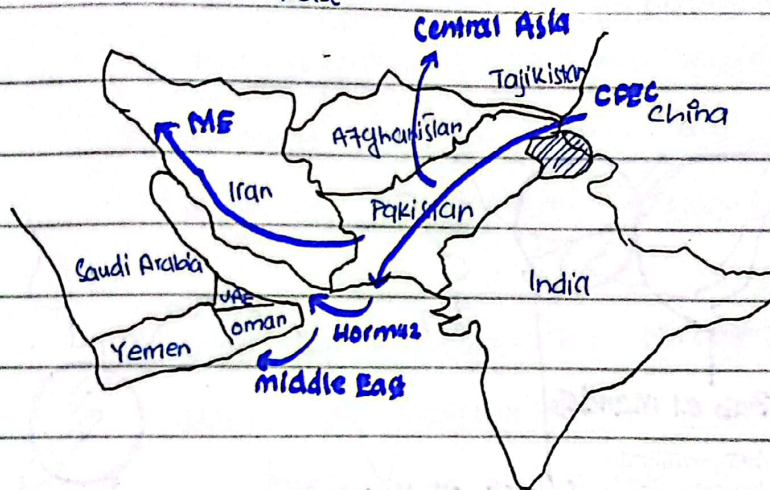 Central Asia
Tajikistan
CPEC
China
ME
Afghanistan
Iran
Pakistan
Saudi Arabia
India
UAE
Oman
Hormuz
Yemen
Middle East